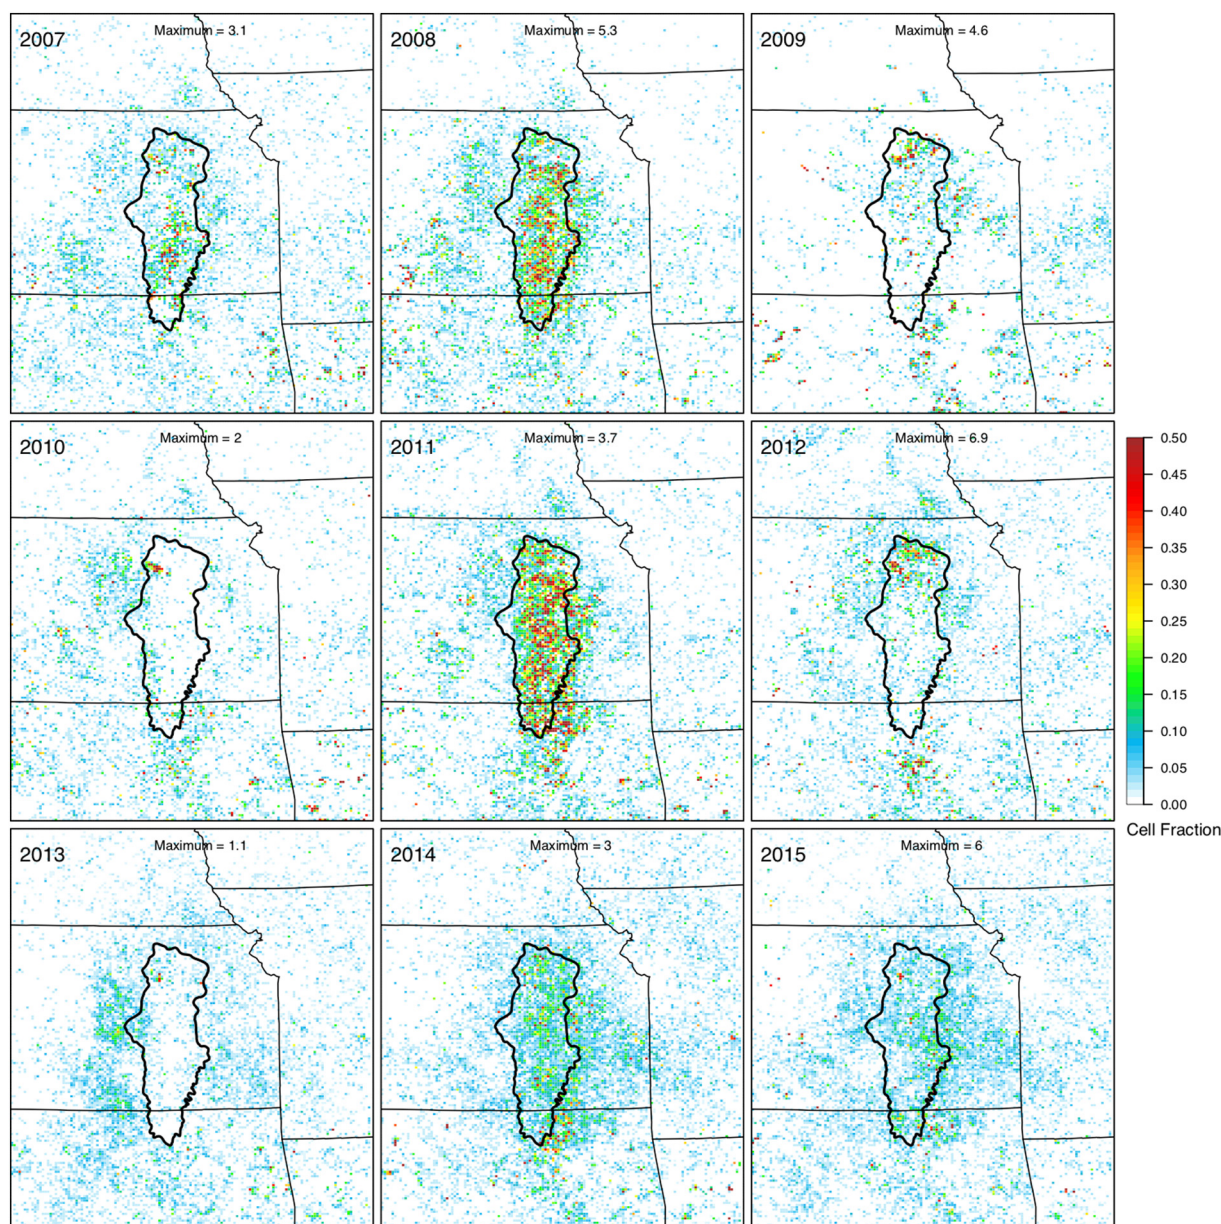 2007 Maximum = 3.1
2008 Maximum = 5.3
2009 Maximum = 4.6
2010 Maximum = 2
2011 Maximum = 3.7
2012 Maximum = 6.9
0.50
0.45
0.40
0.35
0.30
0.25
0.20
0.15
0.10
0.05
0.00
Cell Fraction
2013 Maximum = 1.1
2014 Maximum = 3
2015 Maximum = 6